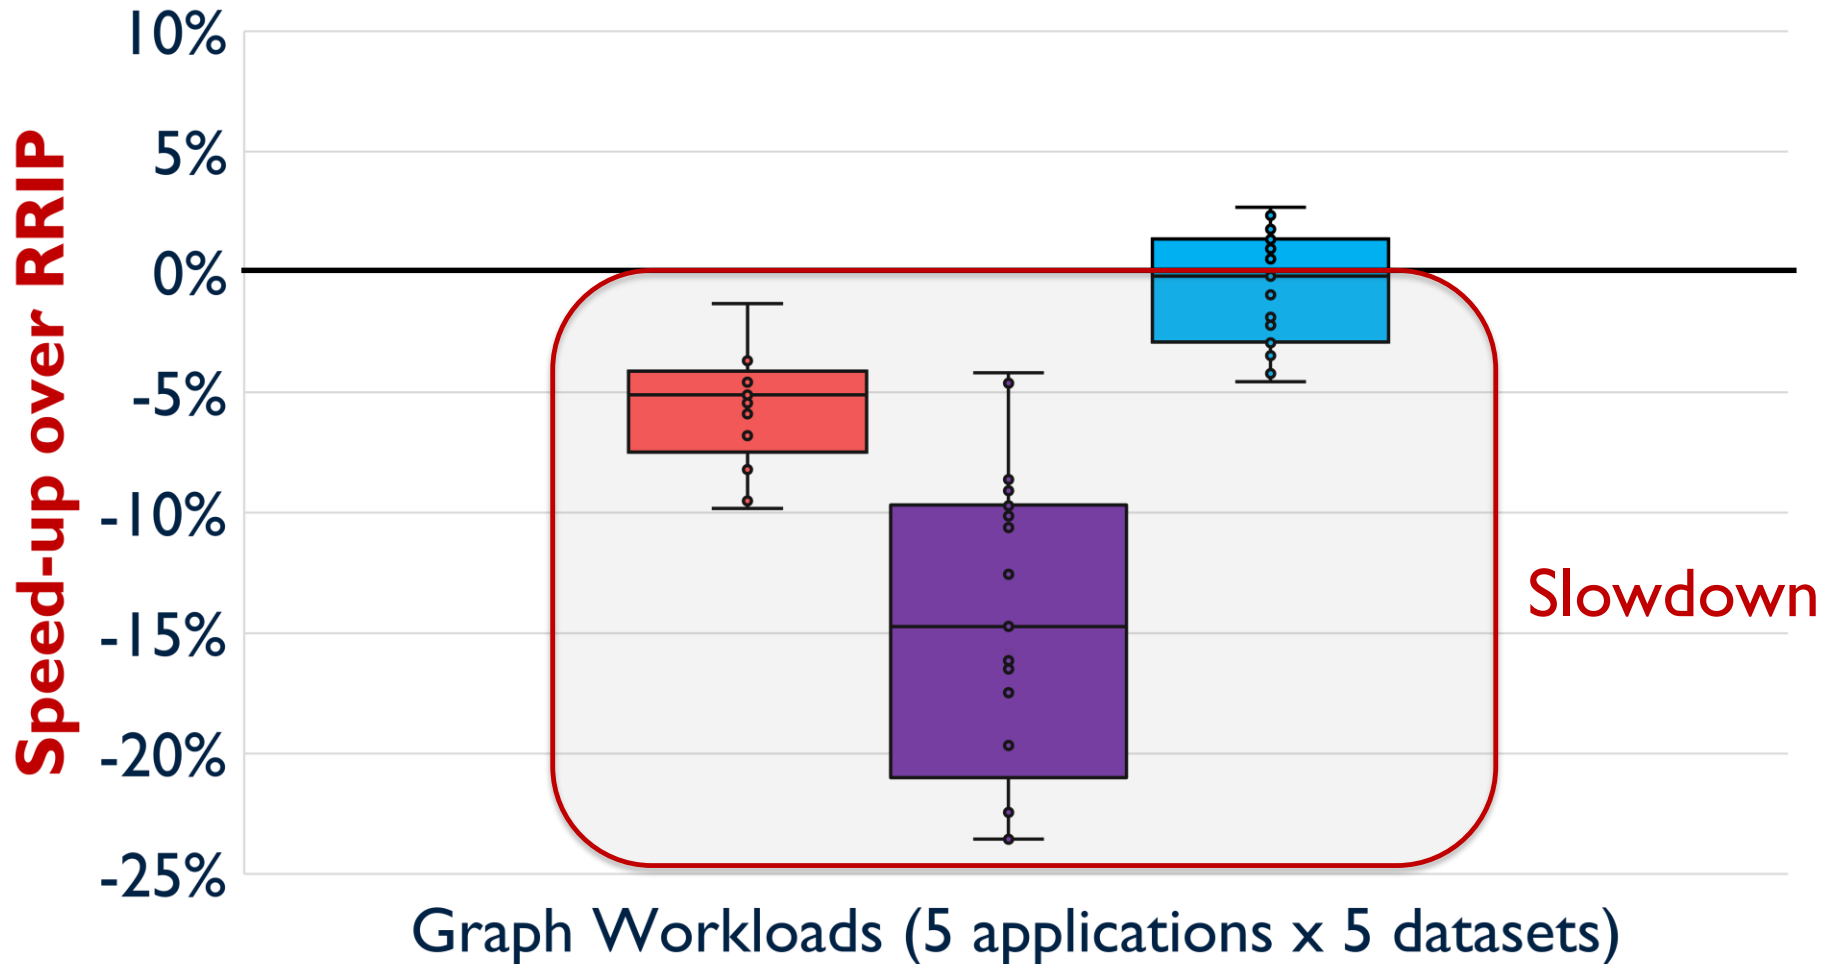 Speed-up over RRIP
10%
5%
0%
-5%
-10%
-15%
-20%
-25%
Slowdown
Graph Workloads (5 applications x 5 datasets)